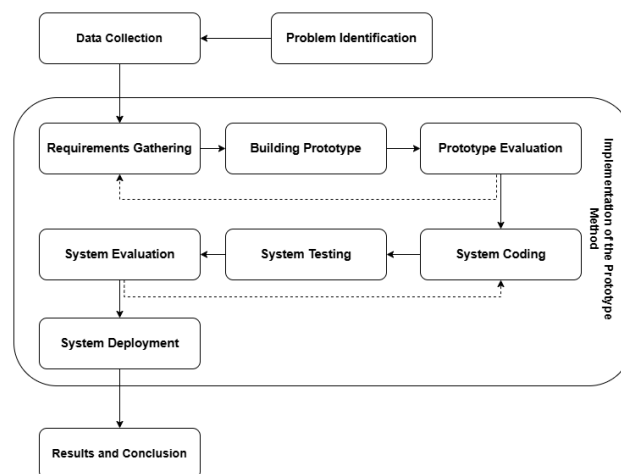 Data Collection
Problem Identification
Requirements Gathering
Building Prototype
Prototype Evaluation
System Evaluation
System Testing
System Coding
System Deployment
Results and Conclusion
Implementation of the Prototype
Method